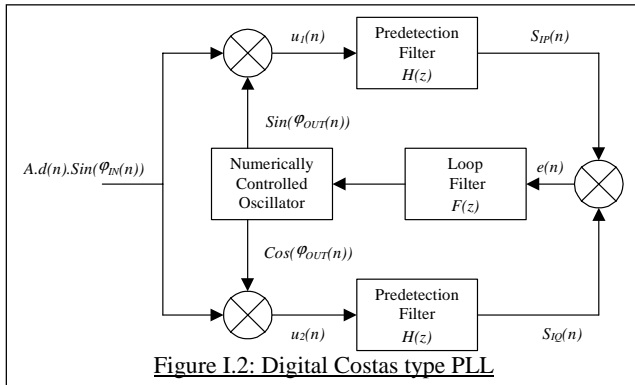 u1(n)
Predetection
Filter
H(z)
SIP(n)
Sin(φOUT(n))
A.d(n).Sin(φIN(n))
Numerically
Controlled
Oscillator
Loop
Filter
F(z)
e(n)
Cos(φOUT(n))
u2(n)
Predetection
Filter
H(z)
SIQ(n)
Figure I.2: Digital Costas type PLL